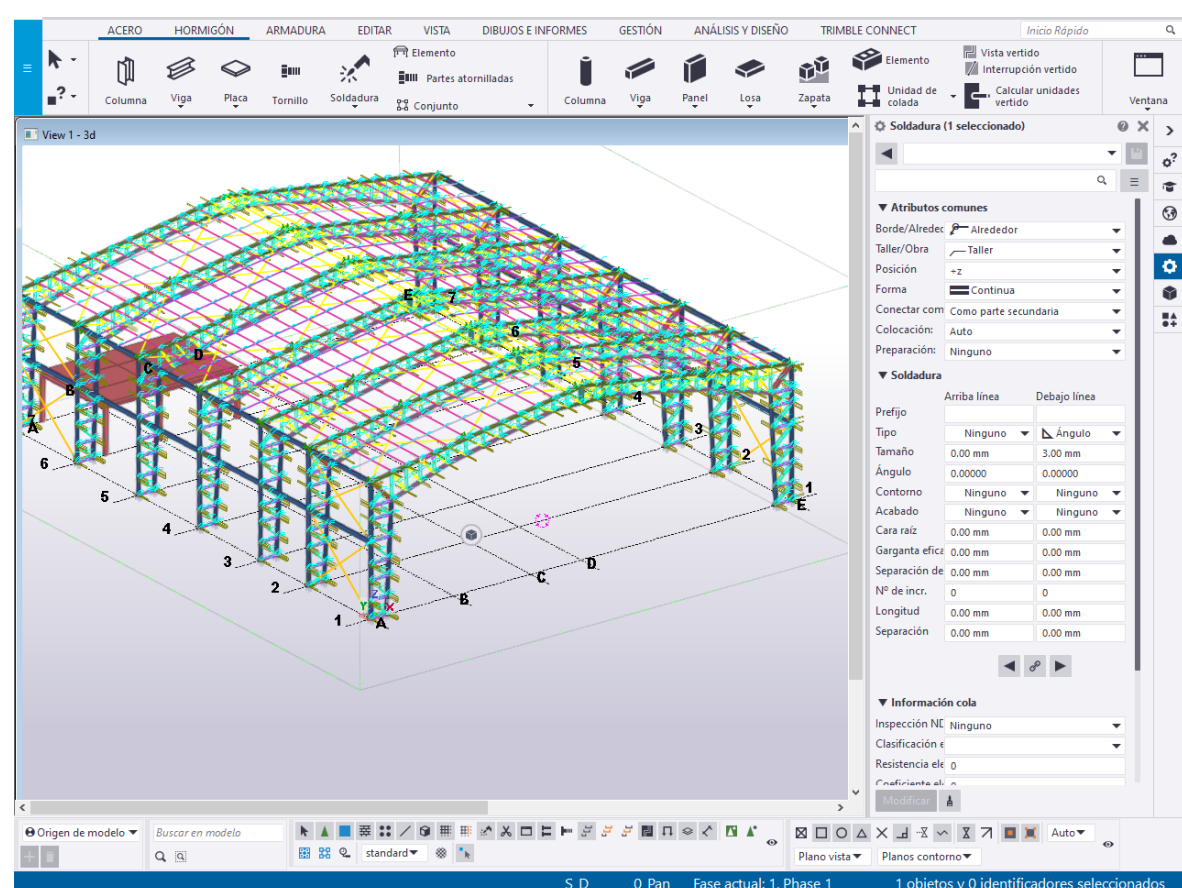 ACERO HORMIGÓN ARMADURA EDITAR VISTA DIBUJOS E INFORMES GESTIÓN ANÁLISIS Y DISEÑO TRIMBLE CONNECT Inicio Rápido
Columna Viga Placa Tornillo Soldadura
Elemento
Partes atornilladas
Conjunto
Columna Viga Panel Losa Zapata
Elemento
Unidad de colada
Vista vertido
Interrupción vertido
Calcular unidades vertido
Ventana
View 1 - 3d
E 7
6
5
4
3
2
1
E
D
C
B
A
6
5
4
3
2
1
A
B
C
D
Z
Y
X
Soldadura (1 seleccionado)
Atributos comunes
Borde/Alreded Alrededor
Taller/Obra Taller
Posición +z
Forma Continua
Conectar com Como parte secundaria
Colocación: Auto
Preparación: Ninguno
Soldadura
Arriba línea Debajo línea
Prefijo
Tipo Ninguno Ángulo
Tamaño 0.00 mm 3.00 mm
Ángulo 0.00000 0.00000
Contorno Ninguno Ninguno
Acabado Ninguno Ninguno
Cara raíz 0.00 mm 0.00 mm
Garganta efica 0.00 mm 0.00 mm
Separación de 0.00 mm 0.00 mm
Nº de incr. 0 0
Longitud 0.00 mm 0.00 mm
Separación 0.00 mm 0.00 mm
Información cola
Inspección ND Ninguno
Clasificación e
Resistencia ele 0
Modificar
Origen de modelo
Buscar en modelo
standard
Auto
Plano vista
Planos contorno
S D 0 Pan Fase actual: 1, Phase 1 1 objetos y 0 identificadores seleccionados